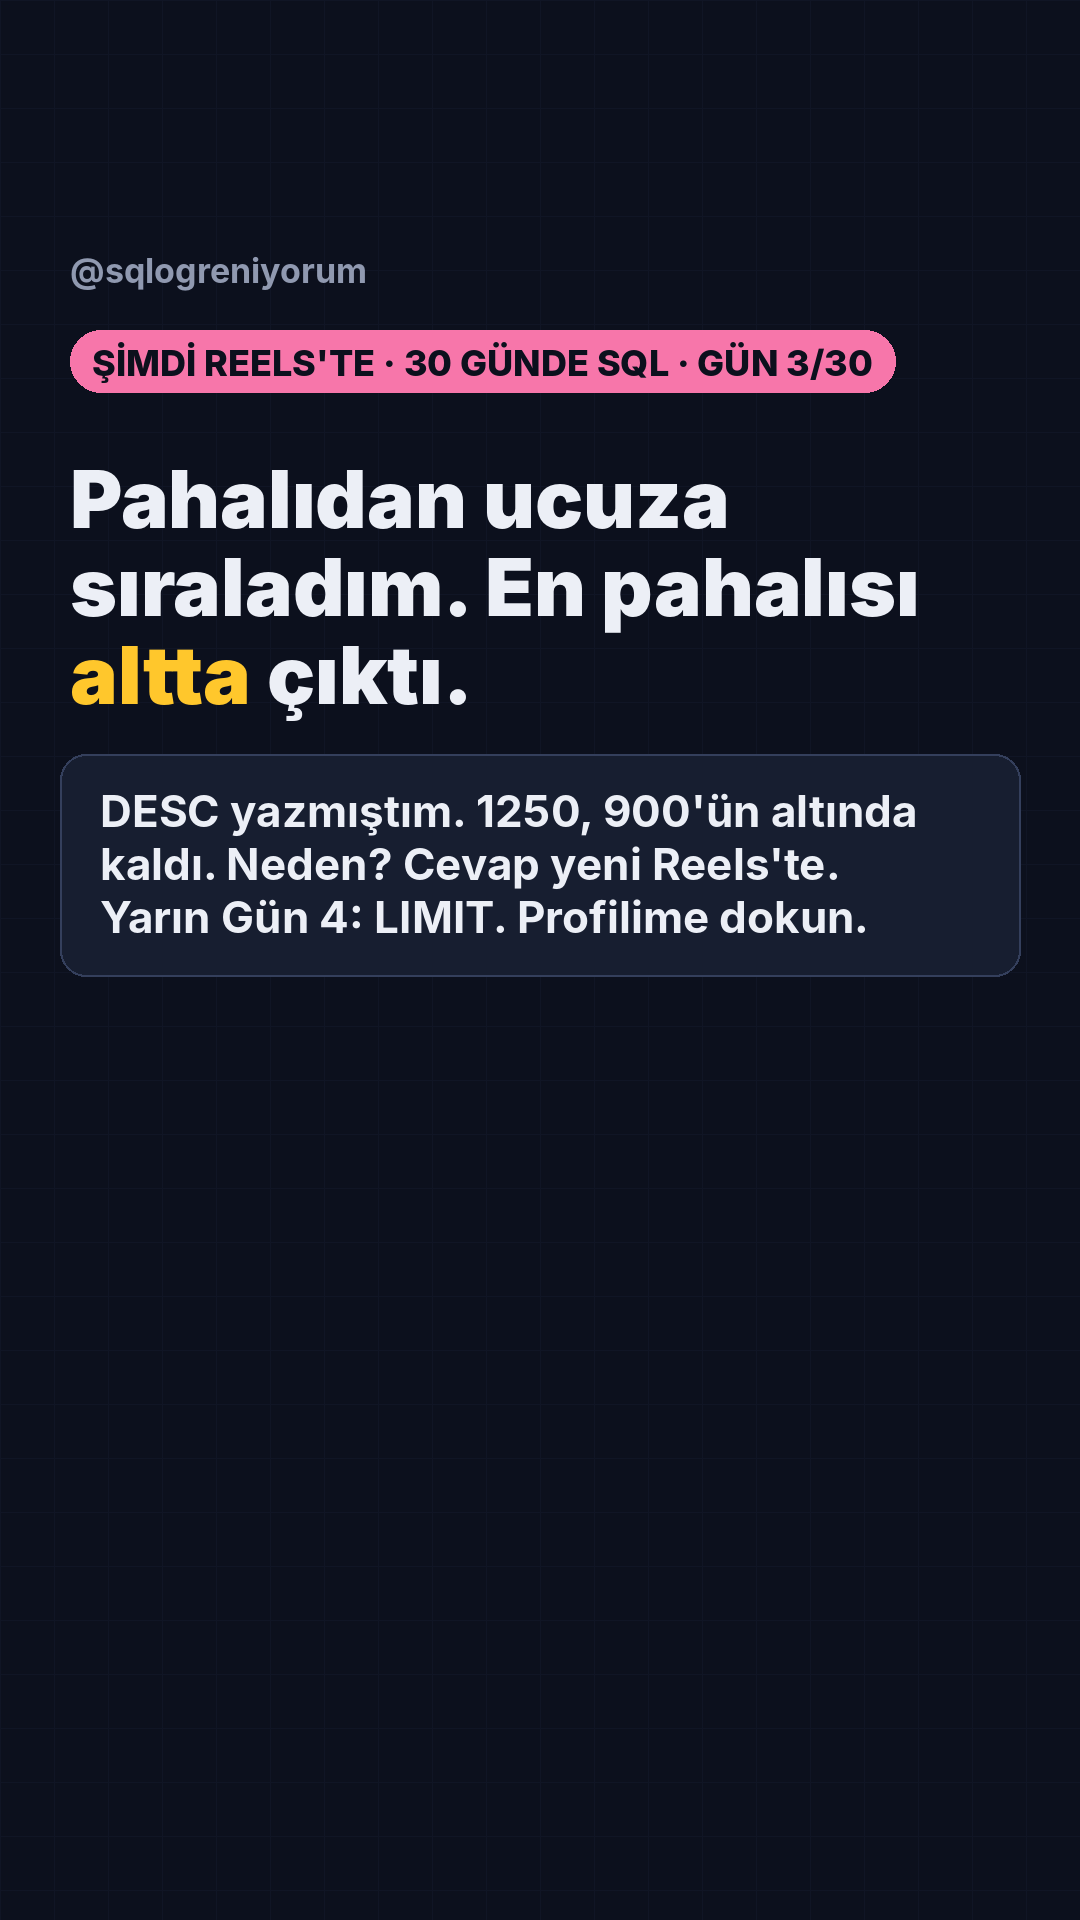 @sqlogreniyorum
ŞİMDİ REELS'TE · 30 GÜNDE SQL · GÜN 3/30
Pahalıdan ucuza
sıraladım. En pahalısı
altta çıktı.
DESC yazmıştım. 1250, 900'ün altında
kaldı. Neden? Cevap yeni Reels'te.
Yarın Gün 4: LIMIT. Profilime dokun.